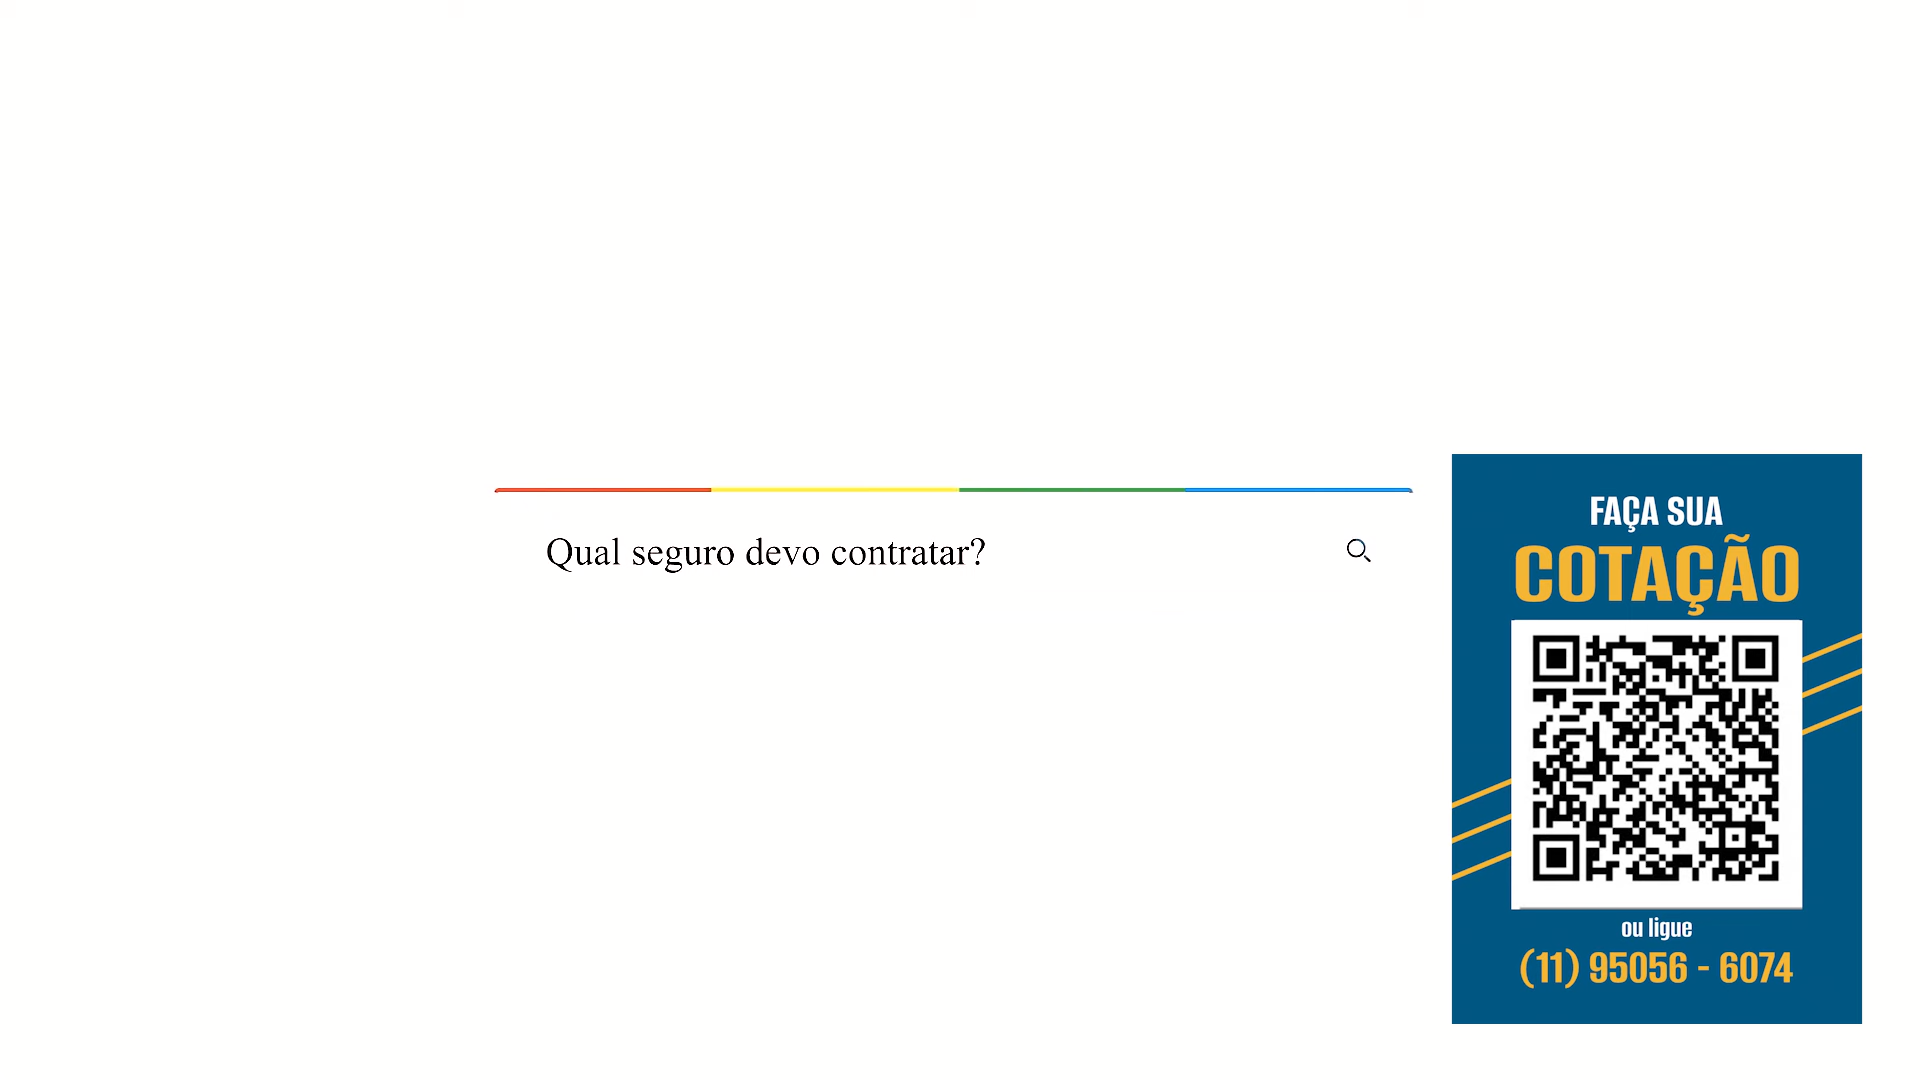 Qual seguro devo contratar?
FAÇA SUA
COTAÇÃO
ou ligue
(11) 95056 - 6074